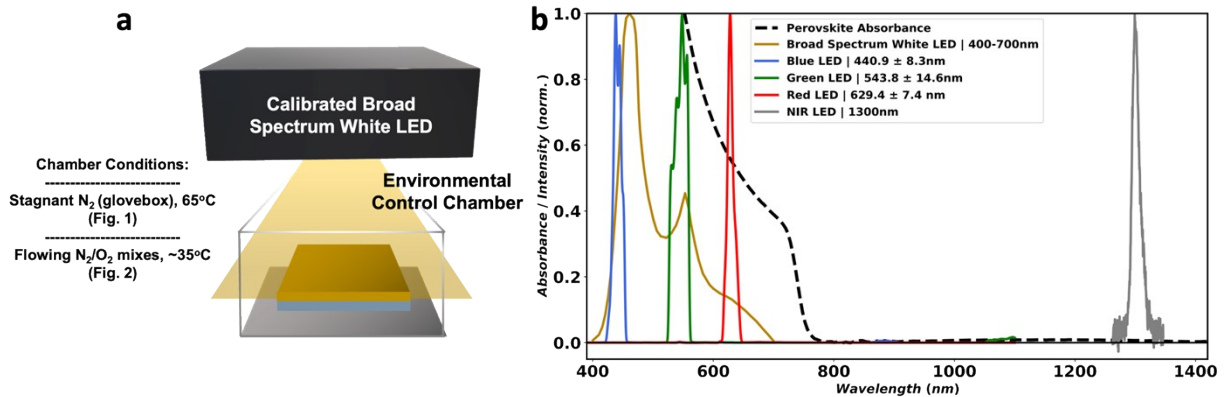 a
Calibrated Broad
Spectrum White LED
Chamber Conditions:
----------------------------
Stagnant N₂ (glovebox), 65ºC
(Fig. 1)
----------------------------
Flowing N₂/O₂ mixes, ~35ºC
(Fig. 2)
Environmental
Control Chamber
b
Absorbance / Intensity (norm.)
1.0
0.8
0.6
0.4
0.2
0.0
Perovskite Absorbance
Broad Spectrum White LED | 400-700nm
Blue LED | 440.9 ± 8.3nm
Green LED | 543.8 ± 14.6nm
Red LED | 629.4 ± 7.4 nm
NIR LED | 1300nm
400 600 800 1000 1200 1400
Wavelength (nm)